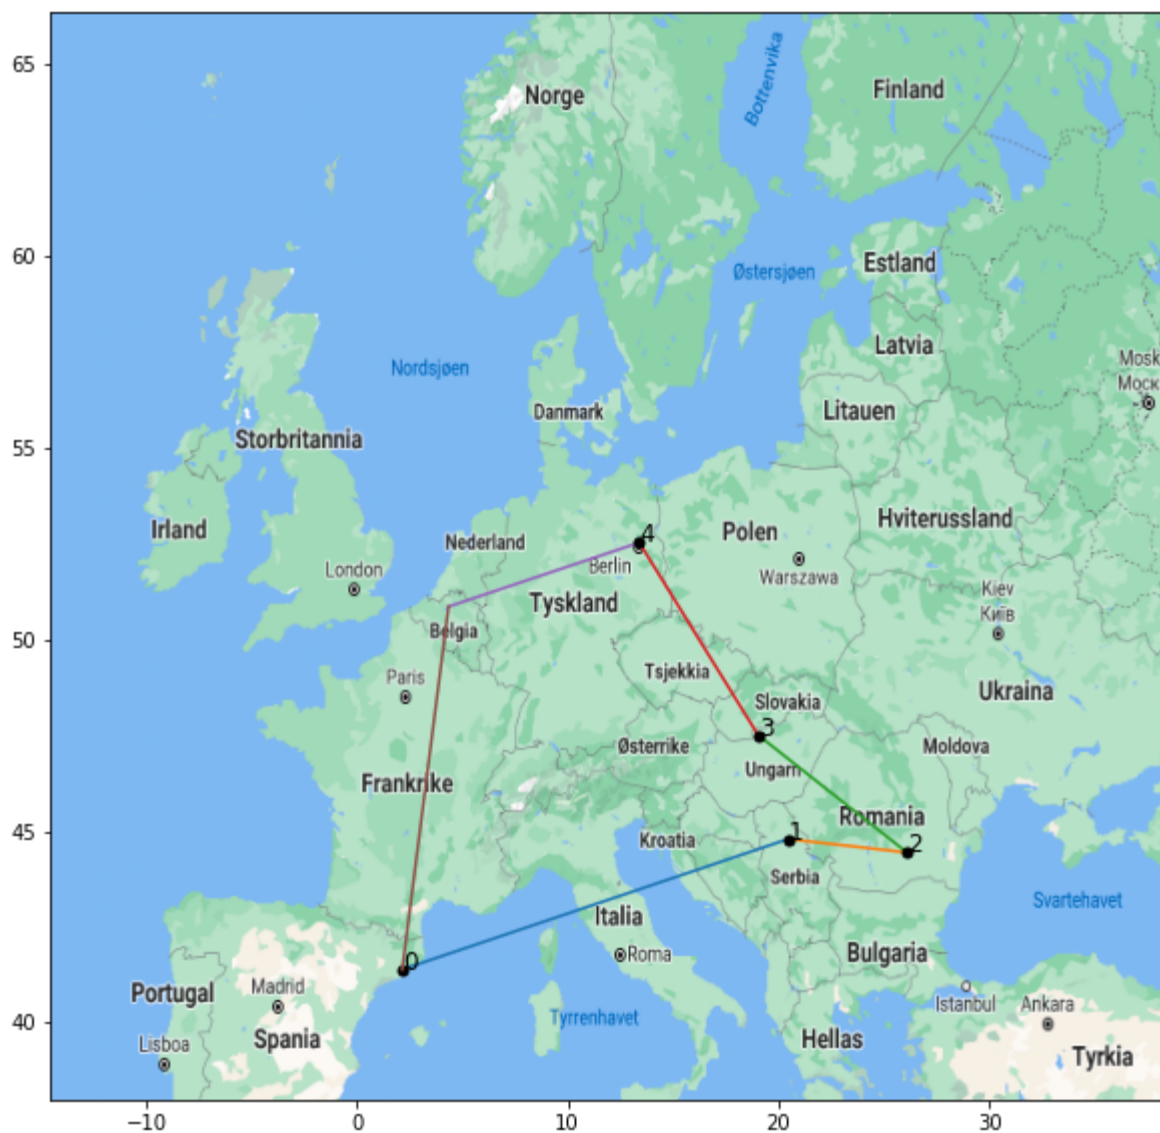 65
60
55
50
45
40
−10
0
10
20
30
Norge
Bottenvika
Finland
Østersjøen
Estland
Latvia
Nordsjøen
Danmark
Litauen
Storbritannia
Irland
London
Nederland
Belgia
Berlin
4
Tyskland
Polen
Warszawa
Hviterussland
Kiev
Київ
Paris
Tsjekkia
Slovakia
Ukraina
3
Østerrike
Ungarn
Moldova
Frankrike
Romania
1
2
Kroatia
Serbia
Svartehavet
Italia
Roma
0
Bulgaria
Portugal
Madrid
Spania
Lisboa
Tyrrenhavet
Hellas
Istanbul
Ankara
Tyrkia
Mosk
Моск